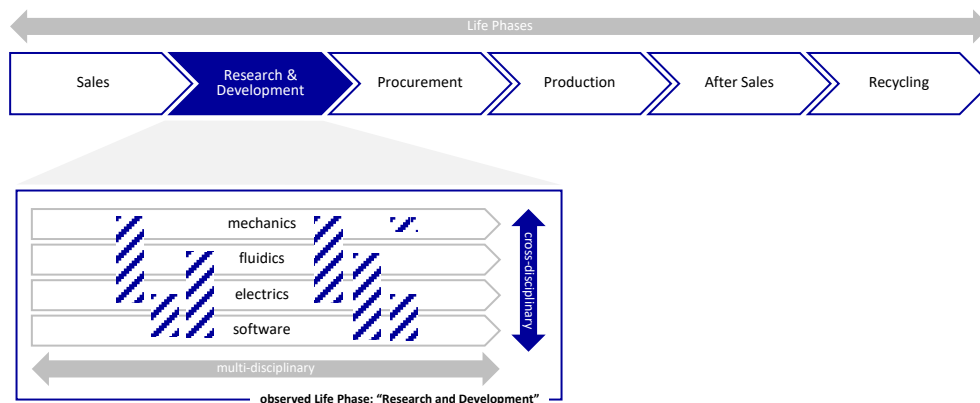 Life Phases
Sales
Research &
Development
Procurement
Production
After Sales
Recycling
mechanics
fluidics
electrics
software
cross-disciplinary
multi-disciplinary
observed Life Phase: “Research and Development”